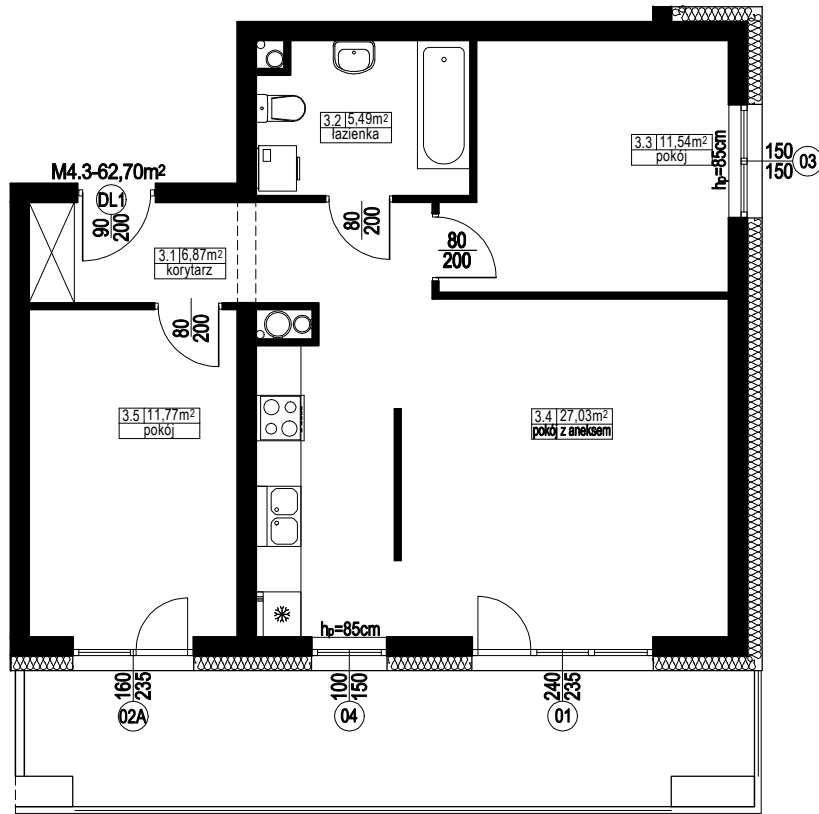 3.2 5,49m²
łazienka
3.3 11,54m²
pokój
hp=85cm
150
150
03
M4.3-62,70m²
DL1
90
200
80
200
80
200
3.1 6,87m²
korytarz
80
200
3.5 11,77m²
pokój
3.4 27,03m²
pokój z aneksem
hp=85cm
160
235
02A
100
150
04
240
235
01